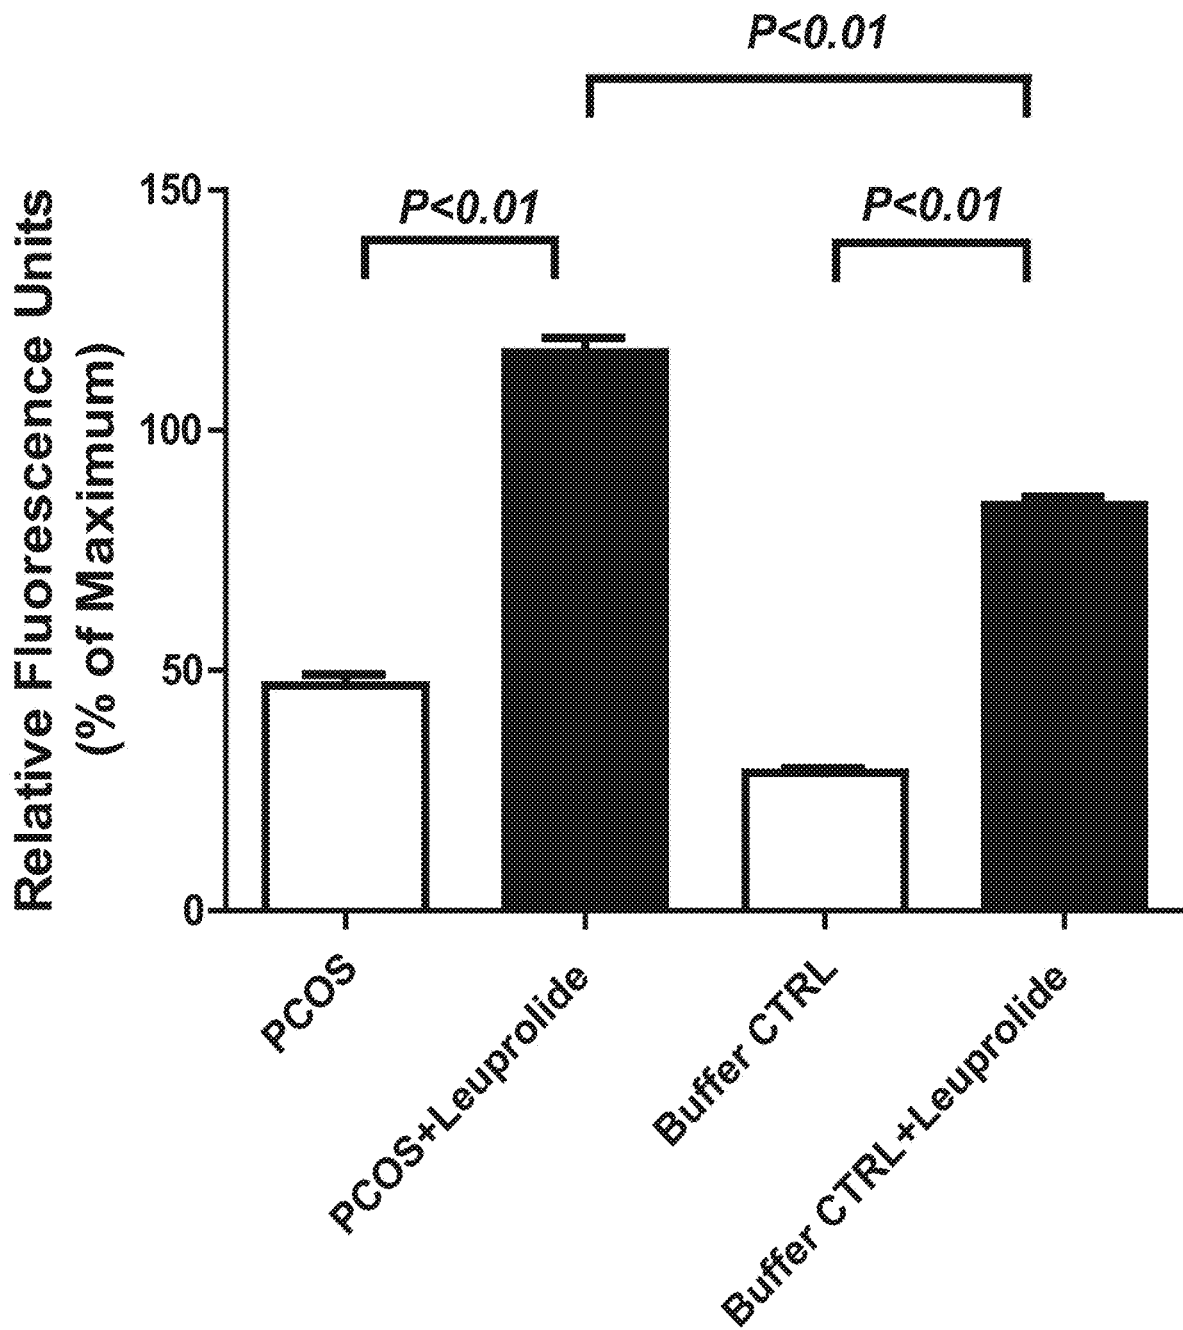 P<0.01
P<0.01
P<0.01
Relative Fluorescence Units
(% of Maximum)
150
100
50
0
PCOS
PCOS+Leuprolide
Buffer CTRL
Buffer CTRL+Leuprolide